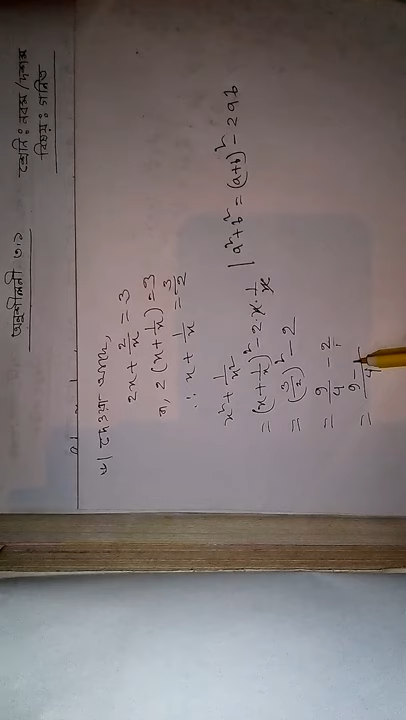 অনুশীলনী ৩.১
শ্রেণি: নবম/দশম
বিষয়: গণিত
দেওয়া আছে,
2x + 2/x = 3
বা, 2(x + 1/x) = 3
∴ x + 1/x = 3/2
x² + 1/x²
= (x + 1/x)² - 2·x·1/x | a² + b² = (a+b)² - 2ab
= (3/2)² - 2
= 9/4 - 2
= 9-/4